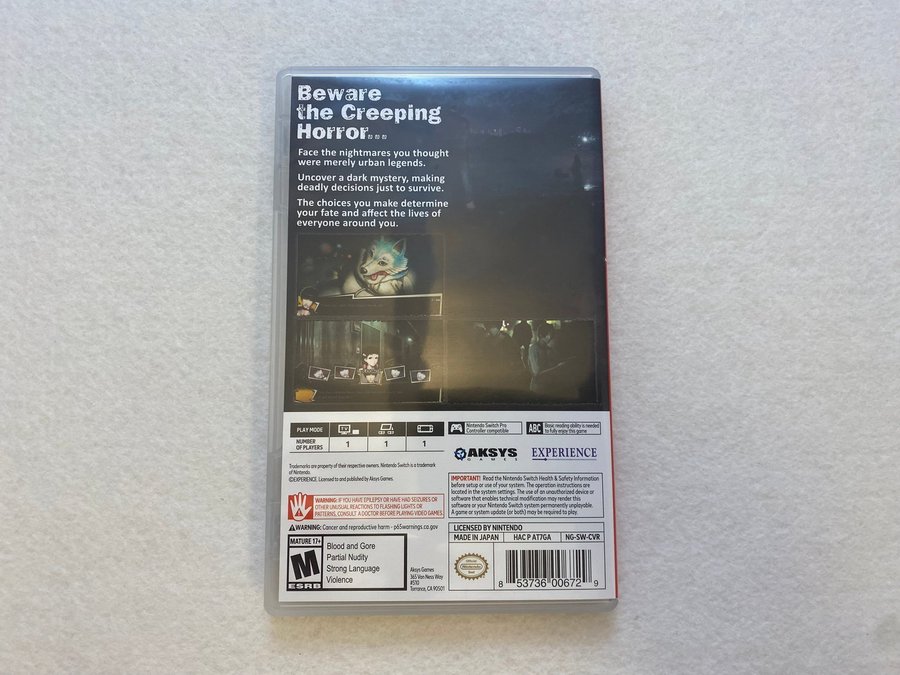 Beware
the Creeping
Horror...
Face the nightmares you thought
were merely urban legends.
Uncover a dark mystery, making
deadly decisions just to survive.
The choices you make determine
your fate and affect the lives of
everyone around you.
PLAY MODE
TV
NUMBER
OF PLAYERS
1
1
1
Nintendo Switch Pro
Controller compatible
ABC
Basic reading ability is needed
to fully enjoy this game.
AKSYS
GAMES
EXPERIENCE
Trademarks are property of their respective owners. Nintendo Switch is a trademark
of Nintendo.
©EXPERIENCE. Licensed to and published by Aksys Games.
WARNING: IF YOU HAVE EPILEPSY OR HAVE HAD SEIZURES OR
OTHER UNUSUAL REACTIONS TO FLASHING LIGHTS OR
PATTERNS, CONSULT A DOCTOR BEFORE PLAYING VIDEO GAMES.
WARNING: Cancer and reproductive harm - p65warnings.ca.gov
IMPORTANT! Read the Nintendo Switch Health & Safety Information
before setup or use of your system. The operation instructions are
located in the system settings. The use of an unauthorized device or
software that enables technical modification may render this
software or your Nintendo Switch system permanently unplayable.
A game or system update (or both) may be required to play.
MATURE 17+
M
ESRB
Blood and Gore
Partial Nudity
Strong Language
Violence
Aksys Games
365 Van Ness Way
#510
Torrance, CA 90501
LICENSED BY NINTENDO
MADE IN JAPAN
HAC P AT7GA
NG-SW-CVR
Official
Nintendo
Seal
8 53736 00672 9